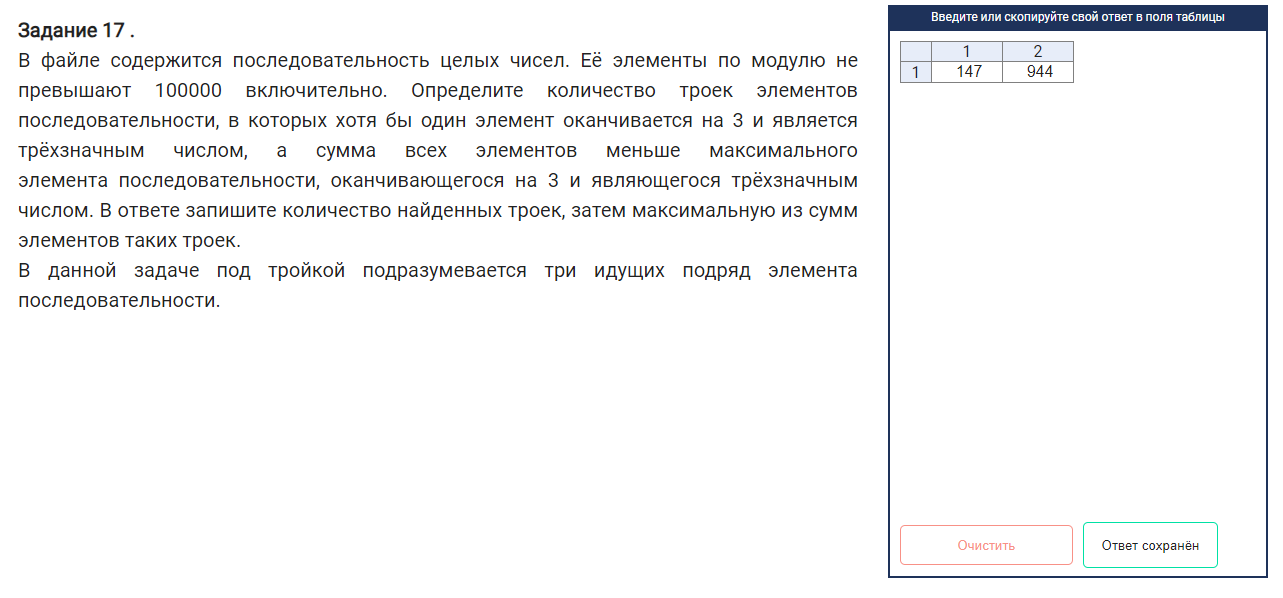 Задание 17 .
В файле содержится последовательность целых чисел. Её элементы по модулю не
превышают 100000 включительно. Определите количество троек элементов
последовательности, в которых хотя бы один элемент оканчивается на 3 и является
трёхзначным числом, а сумма всех элементов меньше максимального
элемента последовательности, оканчивающегося на 3 и являющегося трёхзначным
числом. В ответе запишите количество найденных троек, затем максимальную из сумм
элементов таких троек.
В данной задаче под тройкой подразумевается три идущих подряд элемента
последовательности.
Введите или скопируйте свой ответ в поля таблицы
1 2
1 147 944
Очистить Ответ сохранён